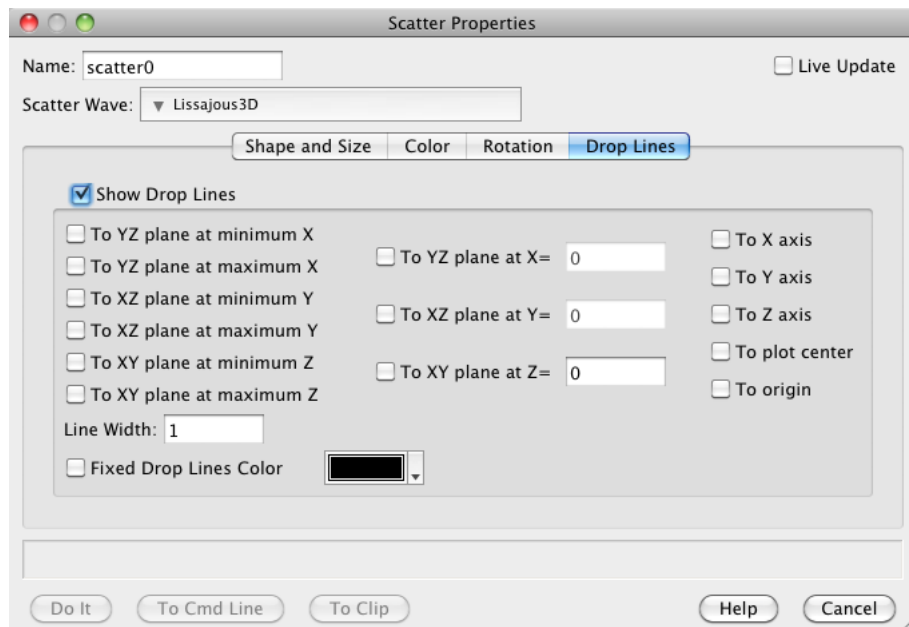 Scatter Properties
Name: scatter0
Live Update
Scatter Wave: Lissajous3D
Shape and Size Color Rotation Drop Lines
Show Drop Lines
To YZ plane at minimum X
To YZ plane at maximum X
To XZ plane at minimum Y
To XZ plane at maximum Y
To XY plane at minimum Z
To XY plane at maximum Z
To YZ plane at X= 0
To XZ plane at Y= 0
To XY plane at Z= 0
To X axis
To Y axis
To Z axis
To plot center
To origin
Line Width: 1
Fixed Drop Lines Color
Do It To Cmd Line To Clip Help Cancel